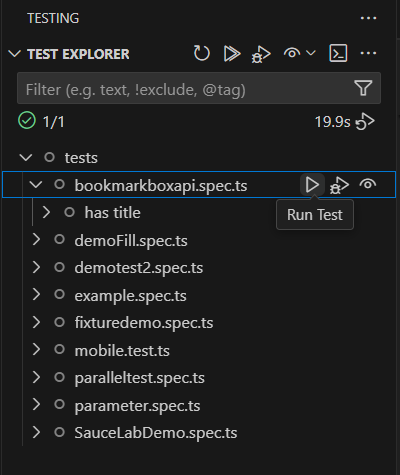 TESTING
TEST EXPLORER
Filter (e.g. text, !exclude, @tag)
1/1 19.9s
tests
bookmarkboxapi.spec.ts
has title
Run Test
demoFill.spec.ts
demotest2.spec.ts
example.spec.ts
fixturedemo.spec.ts
mobile.test.ts
paralleltest.spec.ts
parameter.spec.ts
SauceLabDemo.spec.ts